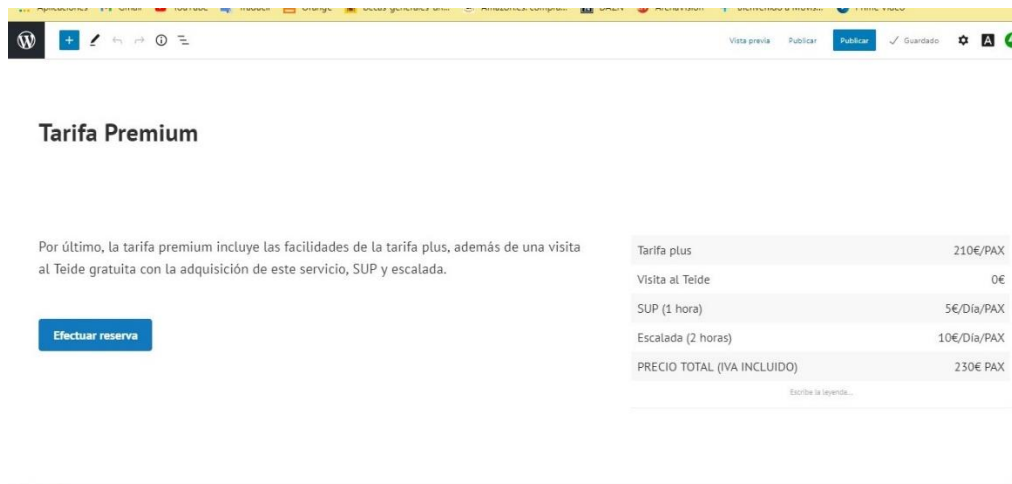 Vista previa Publicar Publicar Guardado A
Tarifa Premium
Por último, la tarifa premium incluye las facilidades de la tarifa plus, además de una visita
al Teide gratuita con la adquisición de este servicio, SUP y escalada.
Efectuar reserva
Tarifa plus 210€/PAX
Visita al Teide 0€
SUP (1 hora) 5€/Día/PAX
Escalada (2 horas) 10€/Día/PAX
PRECIO TOTAL (IVA INCLUIDO) 230€ PAX
Escribe la leyenda...